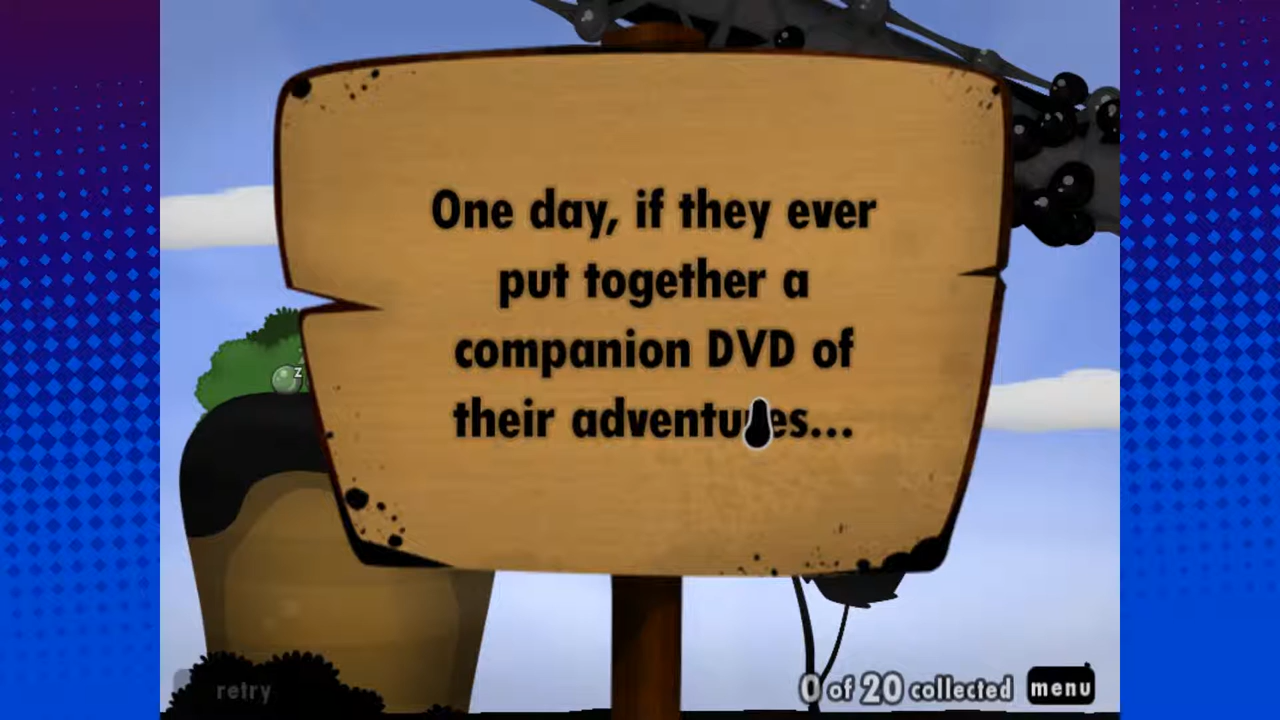 One day, if they ever
put together a
companion DVD of
their adventures...
z
retry
0 of 20 collected
menu